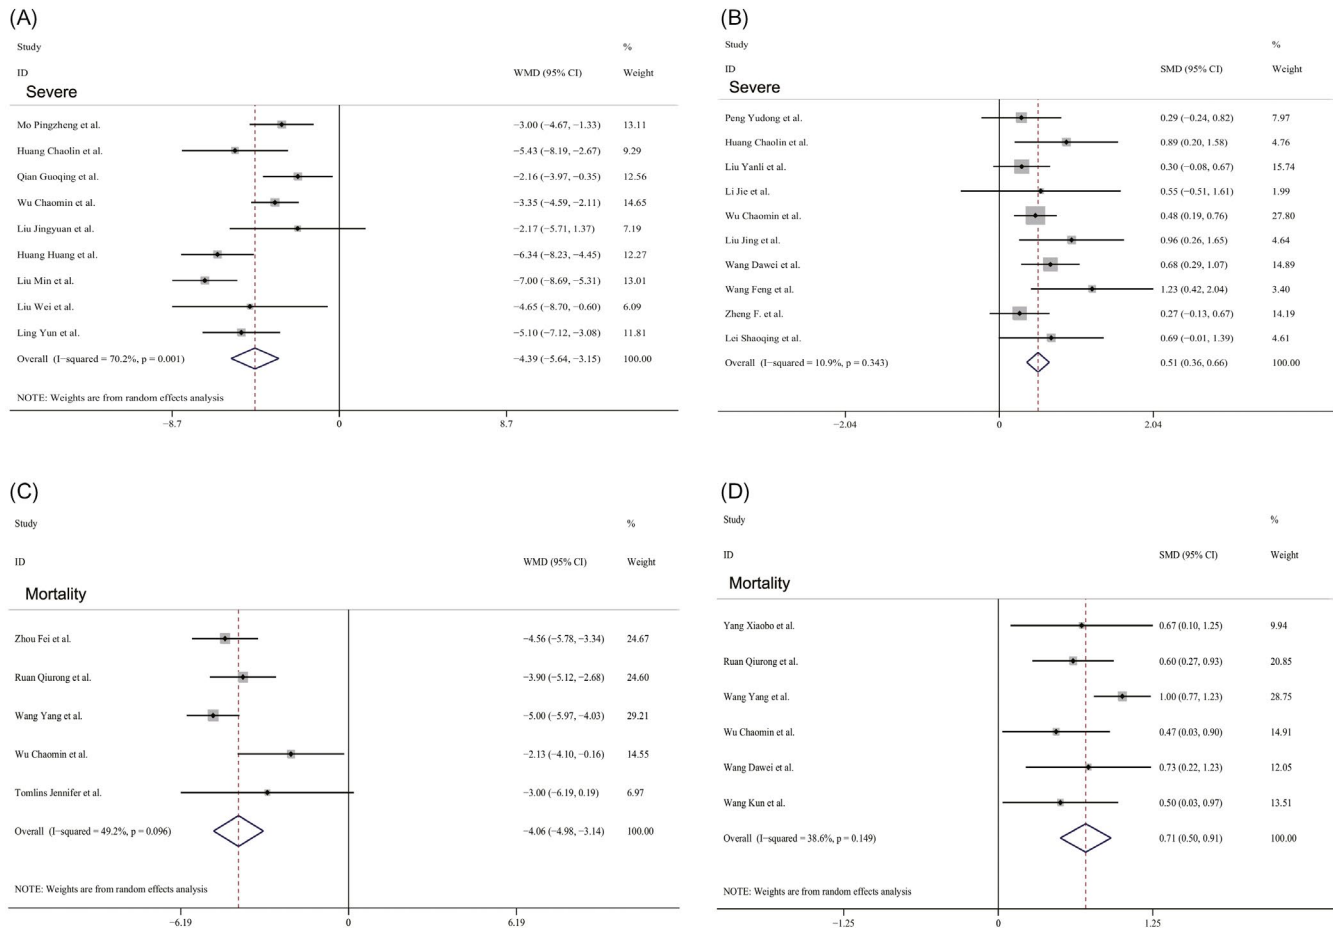 (A)
Study %
ID WMD (95% CI) Weight
Severe
Mo Pingzheng et al. −3.00 (−4.67, −1.33) 13.11
Huang Chaolin et al. −5.43 (−8.19, −2.67) 9.29
Qian Guoqing et al. −2.16 (−3.97, −0.35) 12.56
Wu Chaomin et al. −3.35 (−4.59, −2.11) 14.65
Liu Jingyuan et al. −2.17 (−5.71, 1.37) 7.19
Huang Huang et al. −6.34 (−8.23, −4.45) 12.27
Liu Min et al. −7.00 (−8.69, −5.31) 13.01
Liu Wei et al. −4.65 (−8.70, −0.60) 6.09
Ling Yun et al. −5.10 (−7.12, −3.08) 11.81
Overall (I−squared = 70.2%, p = 0.001) −4.39 (−5.64, −3.15) 100.00
NOTE: Weights are from random effects analysis
−8.7 0 8.7
(B)
Study %
ID SMD (95% CI) Weight
Severe
Peng Yudong et al. 0.29 (−0.24, 0.82) 7.97
Huang Chaolin et al. 0.89 (0.20, 1.58) 4.76
Liu Yanli et al. 0.30 (−0.08, 0.67) 15.74
Li Jie et al. 0.55 (−0.51, 1.61) 1.99
Wu Chaomin et al. 0.48 (0.19, 0.76) 27.80
Liu Jing et al. 0.96 (0.26, 1.65) 4.64
Wang Dawei et al. 0.68 (0.29, 1.07) 14.89
Wang Feng et al. 1.23 (0.42, 2.04) 3.40
Zheng F. et al. 0.27 (−0.13, 0.67) 14.19
Lei Shaoqing et al. 0.69 (−0.01, 1.39) 4.61
Overall (I−squared = 10.9%, p = 0.343) 0.51 (0.36, 0.66) 100.00
NOTE: Weights are from random effects analysis
−2.04 0 2.04
(C)
Study %
ID WMD (95% CI) Weight
Mortality
Zhou Fei et al. −4.56 (−5.78, −3.34) 24.67
Ruan Qiurong et al. −3.90 (−5.12, −2.68) 24.60
Wang Yang et al. −5.00 (−5.97, −4.03) 29.21
Wu Chaomin et al. −2.13 (−4.10, −0.16) 14.55
Tomlins Jennifer et al. −3.00 (−6.19, 0.19) 6.97
Overall (I−squared = 49.2%, p = 0.096) −4.06 (−4.98, −3.14) 100.00
NOTE: Weights are from random effects analysis
−6.19 0 6.19
(D)
Study %
ID SMD (95% CI) Weight
Mortality
Yang Xiaobo et al. 0.67 (0.10, 1.25) 9.94
Ruan Qiurong et al. 0.60 (0.27, 0.93) 20.85
Wang Yang et al. 1.00 (0.77, 1.23) 28.75
Wu Chaomin et al. 0.47 (0.03, 0.90) 14.91
Wang Dawei et al. 0.73 (0.22, 1.23) 12.05
Wang Kun et al. 0.50 (0.03, 0.97) 13.51
Overall (I−squared = 38.6%, p = 0.149) 0.71 (0.50, 0.91) 100.00
NOTE: Weights are from random effects analysis
−1.25 0 1.25